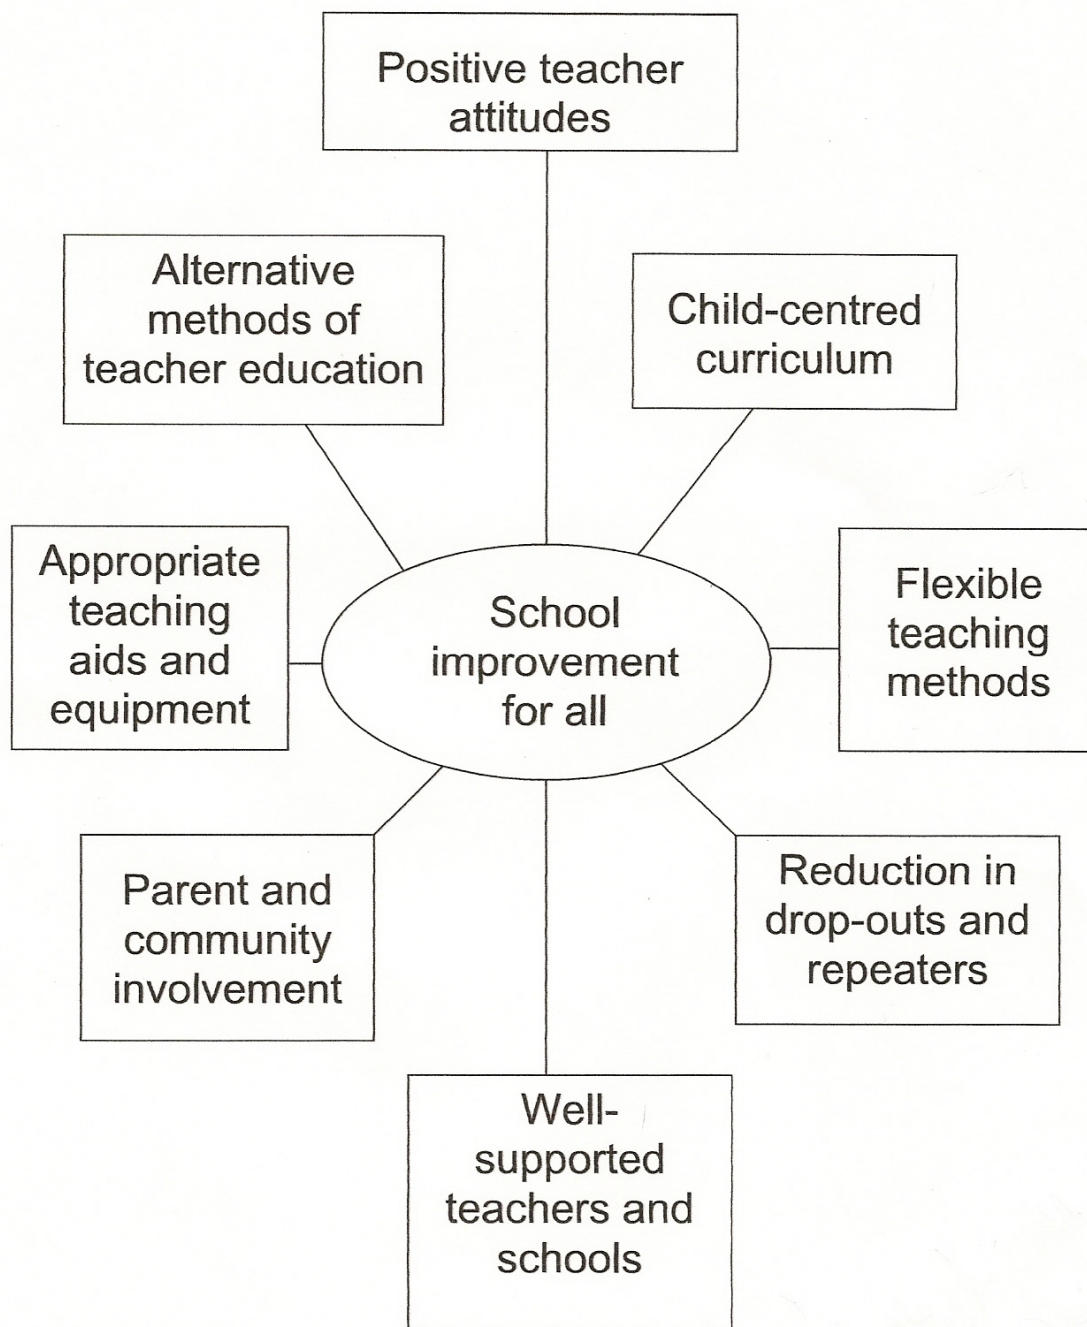 Positive teacher
attitudes
Alternative
methods of
teacher education
Child-centred
curriculum
Appropriate
teaching
aids and
equipment
School
improvement
for all
Flexible
teaching
methods
Parent and
community
involvement
Reduction in
drop-outs and
repeaters
Well-
supported
teachers and
schools